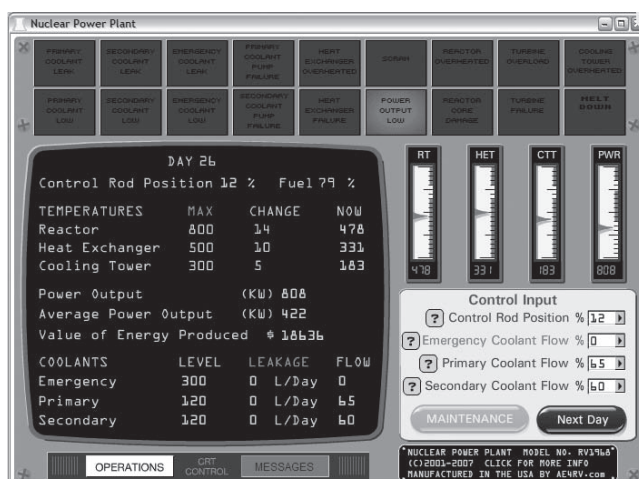 Nuclear Power Plant
PRIMARY COOLANT LEAK
SECONDARY COOLANT LEAK
EMERGENCY COOLANT LEAK
PRIMARY COOLANT PUMP FAILURE
HEAT EXCHANGER OVERHEATED
REACTOR OVERHEATED
TURBINE OVERLOAD
COOLING TOWER OVERHEATED
PRIMARY COOLANT LOW
SECONDARY COOLANT LOW
EMERGENCY COOLANT LOW
SECONDARY COOLANT PUMP FAILURE
HEAT EXCHANGER FAILURE
POWER OUTPUT LOW
REACTOR CORE DAMAGE
TURBINE FAILURE
MELT DOWN
DAY 26
Control Rod Position 12 % Fuel 79 %
TEMPERATURES MAX CHANGE NOW
Reactor 800 14 478
Heat Exchanger 500 10 331
Cooling Tower 300 5 183
Power Output (KW) 808
Average Power Output (KW) 422
Value of Energy Produced $ 18636
COOLANTS LEVEL LEAKAGE FLOW
Emergency 300 0 L/Day 0
Primary 120 0 L/Day 65
Secondary 120 0 L/Day 60
RT HET CTT PWR
478 331 183 808
Control Input
? Control Rod Position % 12
? Emergency Coolant Flow % 0
? Primary Coolant Flow % 65
? Secondary Coolant Flow % 60
MAINTENANCE Next Day
OPERATIONS CRT CONTROL MESSAGES
NUCLEAR POWER PLANT MODEL NO. RV1968
(C)2001-2007 CLICK FOR MORE INFO
MANUFACTURED IN THE USA BY AE4RV.com